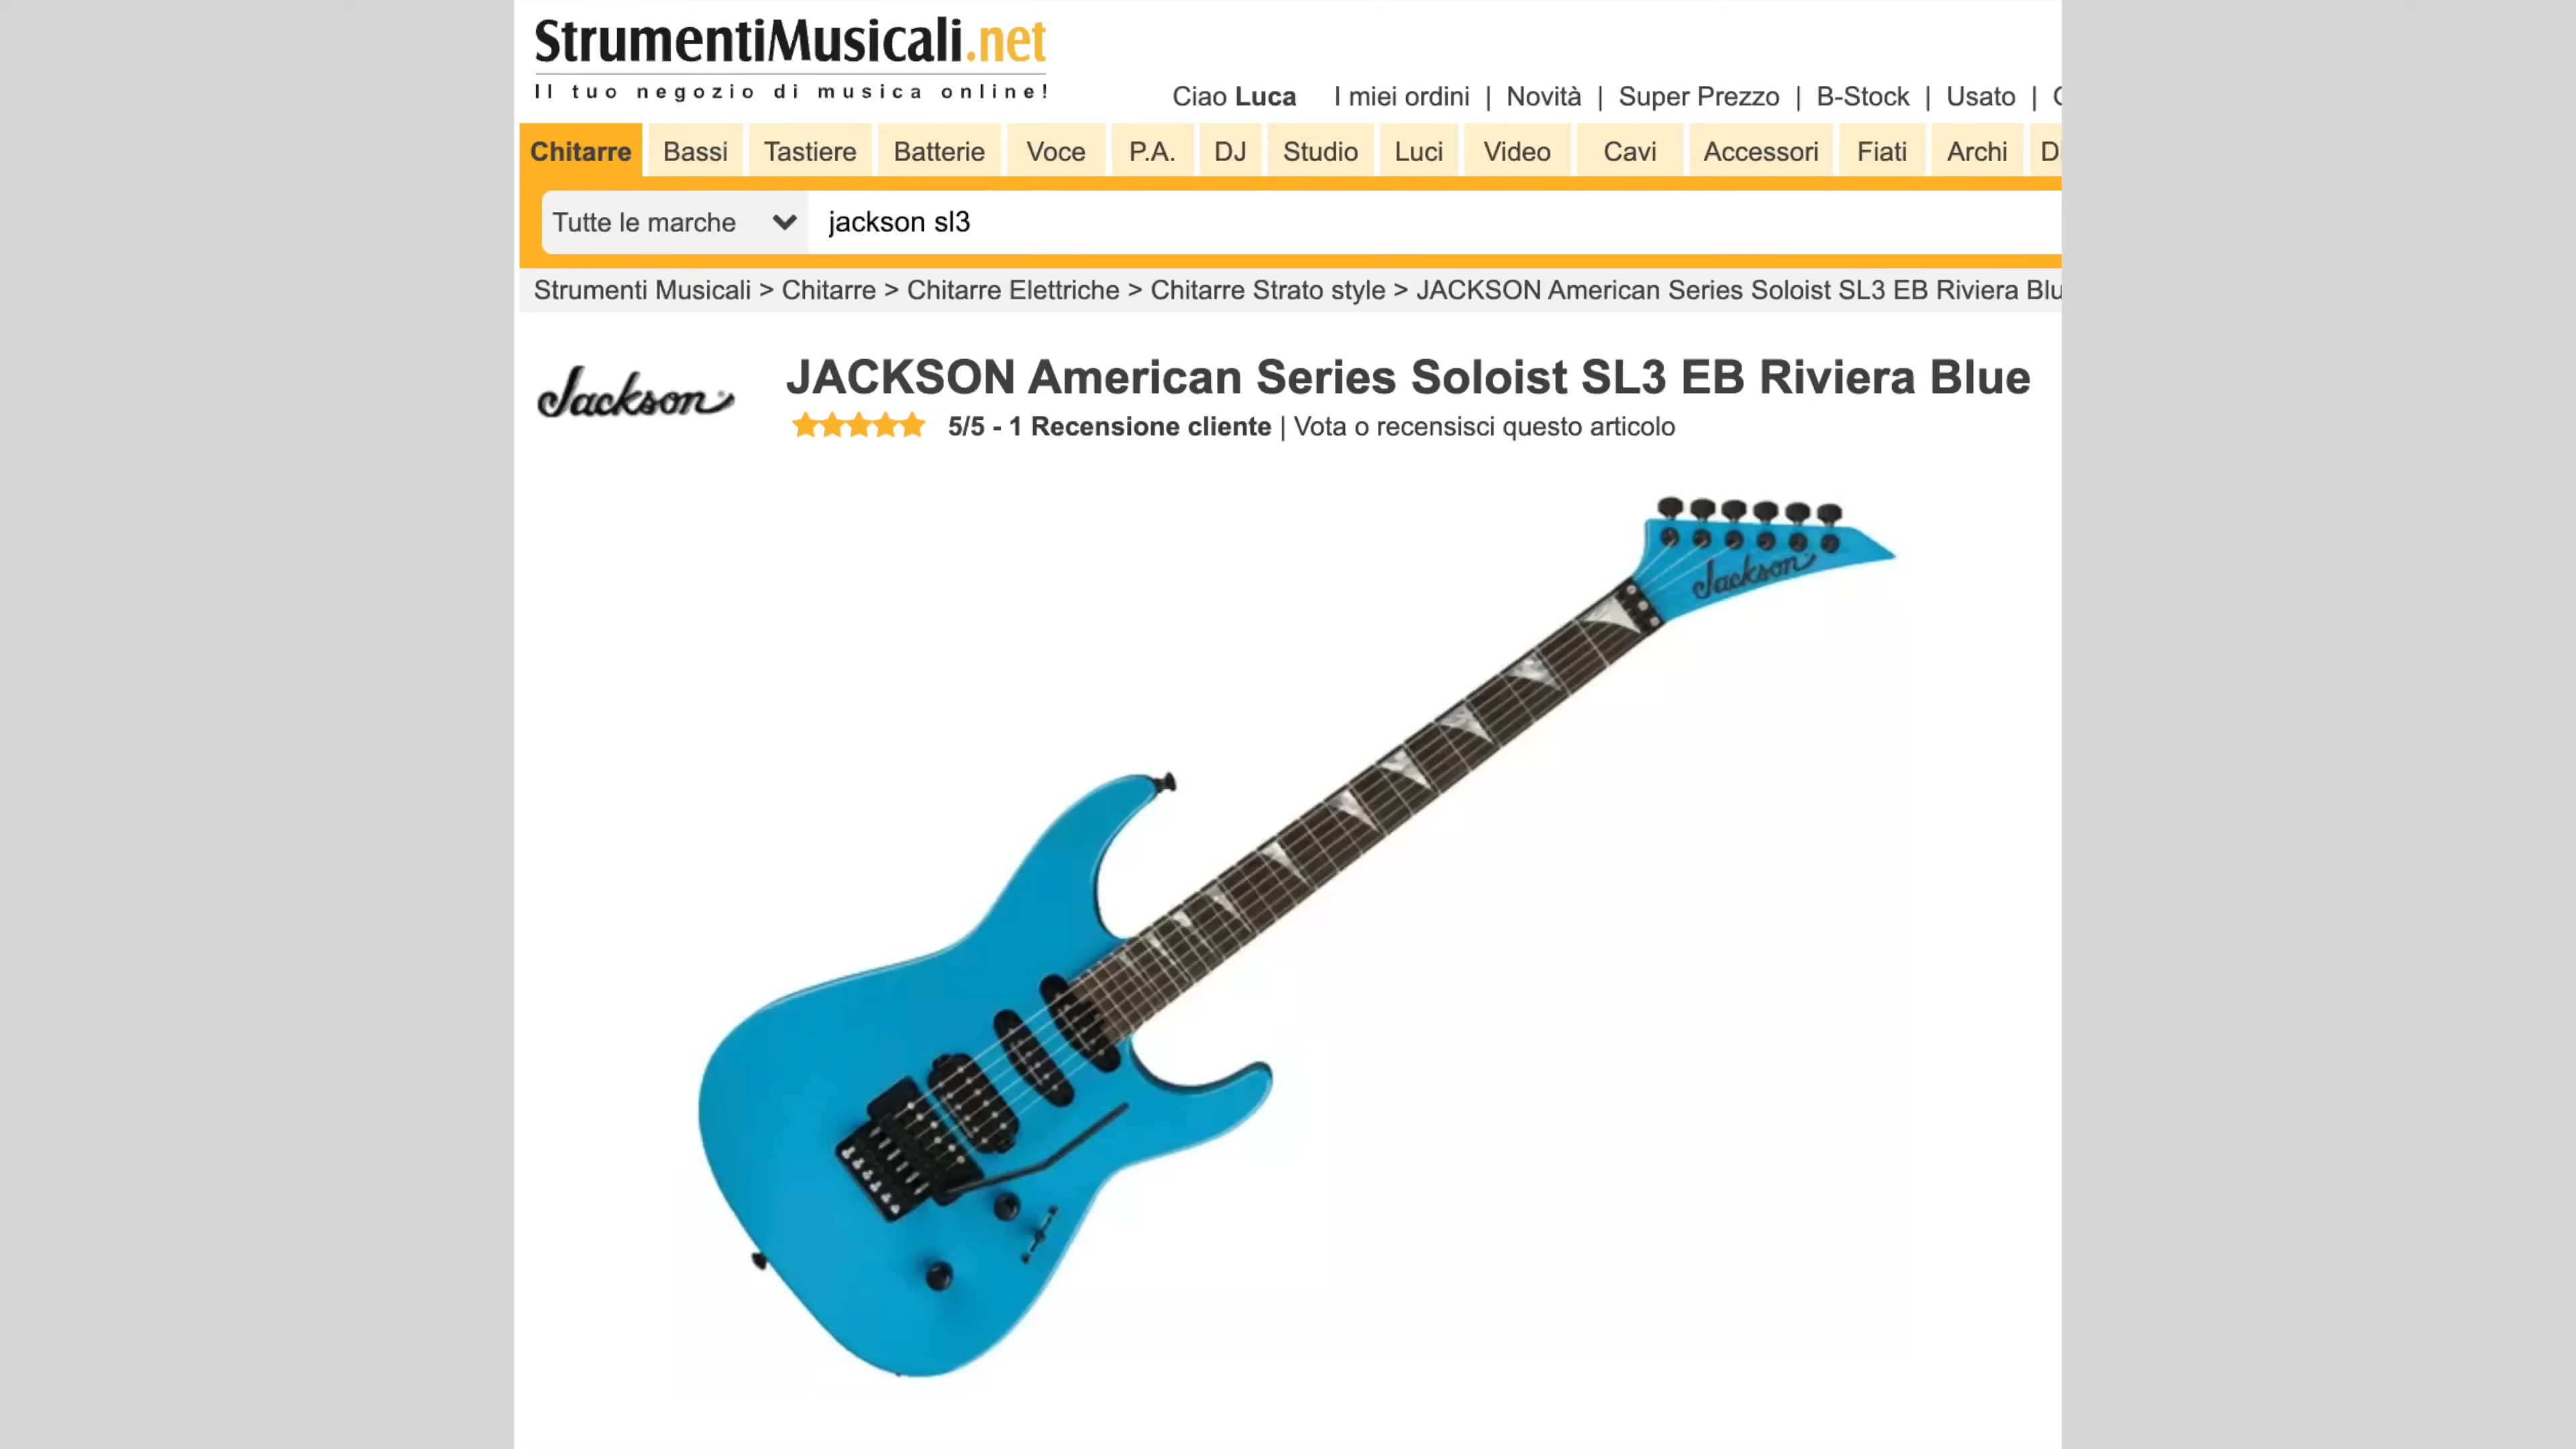 StrumentiMusicali.net
Il tuo negozio di musica online!
Ciao Luca I miei ordini | Novità | Super Prezzo | B-Stock | Usato |
Chitarre Bassi Tastiere Batterie Voce P.A. DJ Studio Luci Video Cavi Accessori Fiati Archi
Tutte le marche jackson sl3
Strumenti Musicali > Chitarre > Chitarre Elettriche > Chitarre Strato style > JACKSON American Series Soloist SL3 EB Riviera Blu
Jackson
JACKSON American Series Soloist SL3 EB Riviera Blue
5/5 - 1 Recensione cliente | Vota o recensisci questo articolo
Jackson